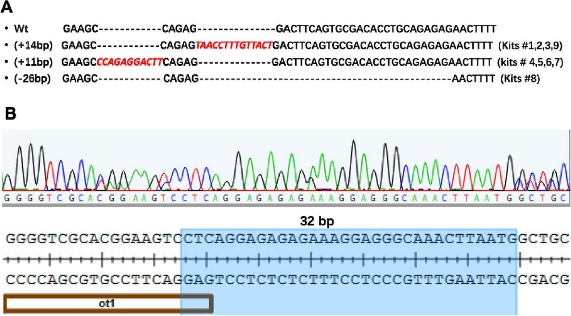 A
• Wt GAAGC-----------CAGAG--------------GACTTCAGTGCGACACCTGCAGAGAGAACTTTT
• (+14bp) GAAGC-----------CAGAGTAACCTTTGTTACTGACTTCAGTGCGACACCTGCAGAGAGAACTTTT (Kits #1,2,3,9)
• (+11bp) GAAGCCCAGAGGACTTCAGAG--------------GACTTCAGTGCGACACCTGCAGAGAGAACTTTT (kits # 4,5,6,7)
• (-26bp) GAAGC-----------CAGAG----------------------------------------AACTTTT (Kits #8)
B
GGGGTCGCACGGAAGTCCTCAGGAGAGAGAAAGGAGGGCAAACTTAATGGCTGC
32 bp
GGGGTCGCACGGAAGTCCTCAGGAGAGAGAAAGGAGGGCAAACTTAATGGCTGC
CCCCAGCGTGCCTTCAGGAGTCCTCTCTCTTTCCTCCCGTTTGAATTACCGACG
ot1